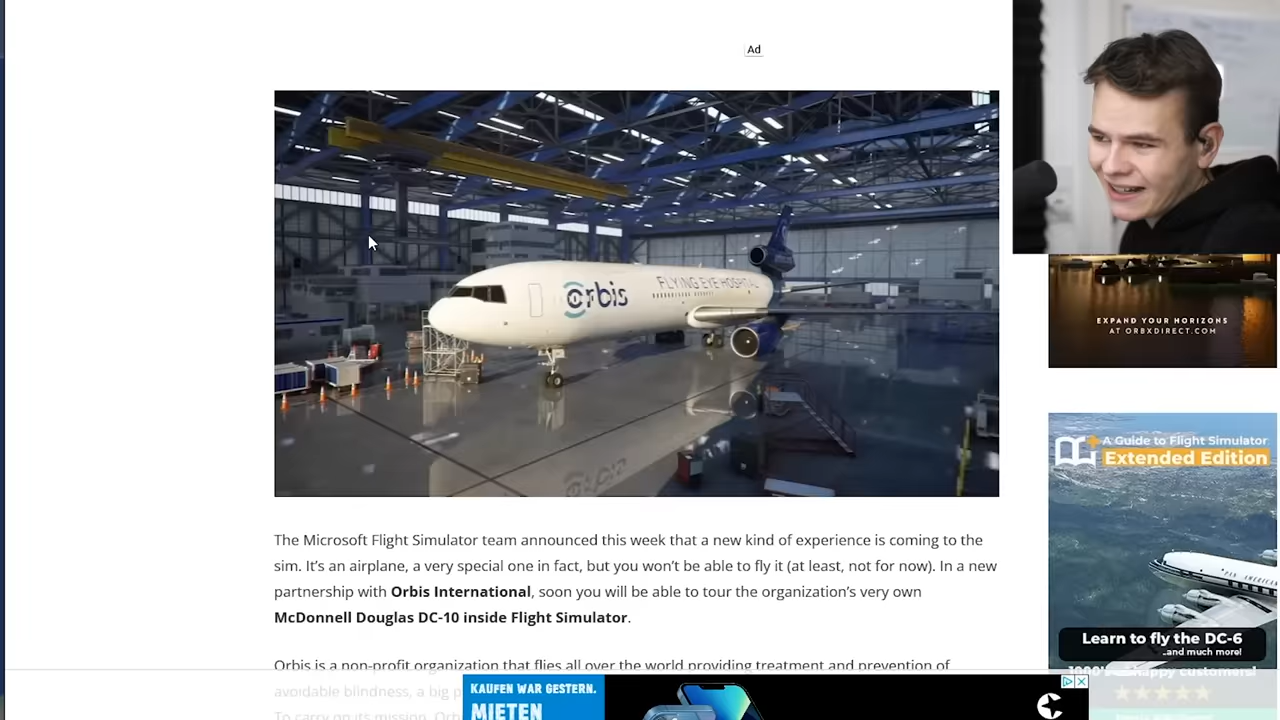 Ad
orbis
FLYING EYE HOSPITAL
EXPAND YOUR HORIZONS
AT ORBXDIRECT.COM
A Guide to Flight Simulator
Extended Edition
The Microsoft Flight Simulator team announced this week that a new kind of experience is coming to the
sim. It's an airplane, a very special one in fact, but you won't be able to fly it (at least, not for now). In a new
partnership with Orbis International, soon you will be able to tour the organization's very own
McDonnell Douglas DC-10 inside Flight Simulator.
PAN AMERICAN
Learn to fly the DC-6
..and much more!
Orbis is a non-profit organization that flies all over the world providing treatment and prevention of
avoidable blindness, a big p
happy customers!
To carry on its mission, Orb
KAUFEN WAR GESTERN.
MIETEN